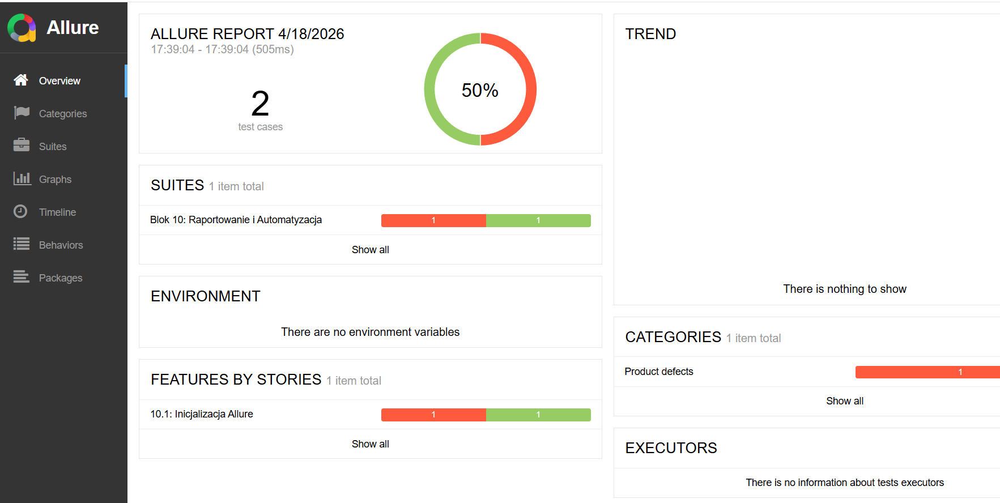 Allure
Overview
Categories
Suites
Graphs
Timeline
Behaviors
Packages
ALLURE REPORT 4/18/2026
17:39:04 - 17:39:04 (505ms)
2
test cases
50%
SUITES 1 item total
Blok 10: Raportowanie i Automatyzacja 1 1
Show all
ENVIRONMENT
There are no environment variables
FEATURES BY STORIES 1 item total
10.1: Inicjalizacja Allure 1 1
Show all
TREND
There is nothing to show
CATEGORIES 1 item total
Product defects 1
Show all
EXECUTORS
There is no information about tests executors